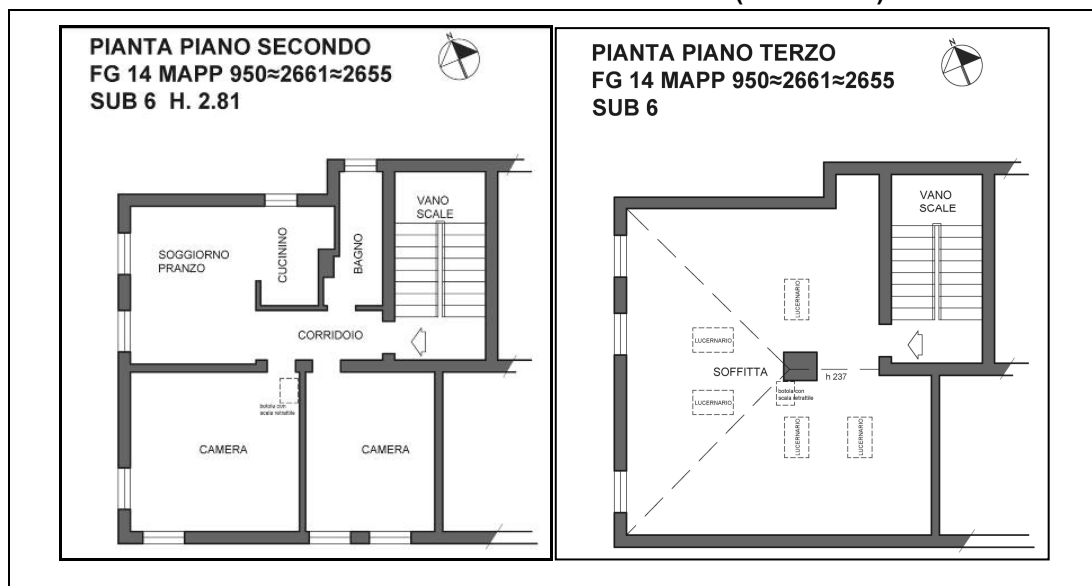 PIANTA PIANO SECONDO
FG 14 MAPP 950≈2661≈2655
SUB 6 H. 2.81
N
VANO
SCALE
SOGGIORNO
PRANZO
CUCININO
BAGNO
CORRIDOIO
botola con
scala retrattile
CAMERA
CAMERA
PIANTA PIANO TERZO
FG 14 MAPP 950≈2661≈2655
SUB 6
N
VANO
SCALE
LUCERNARIO
LUCERNARIO
SOFFITTA
h 237
botola con
scala retrattile
LUCERNARIO
LUCERNARIO
LUCERNARIO